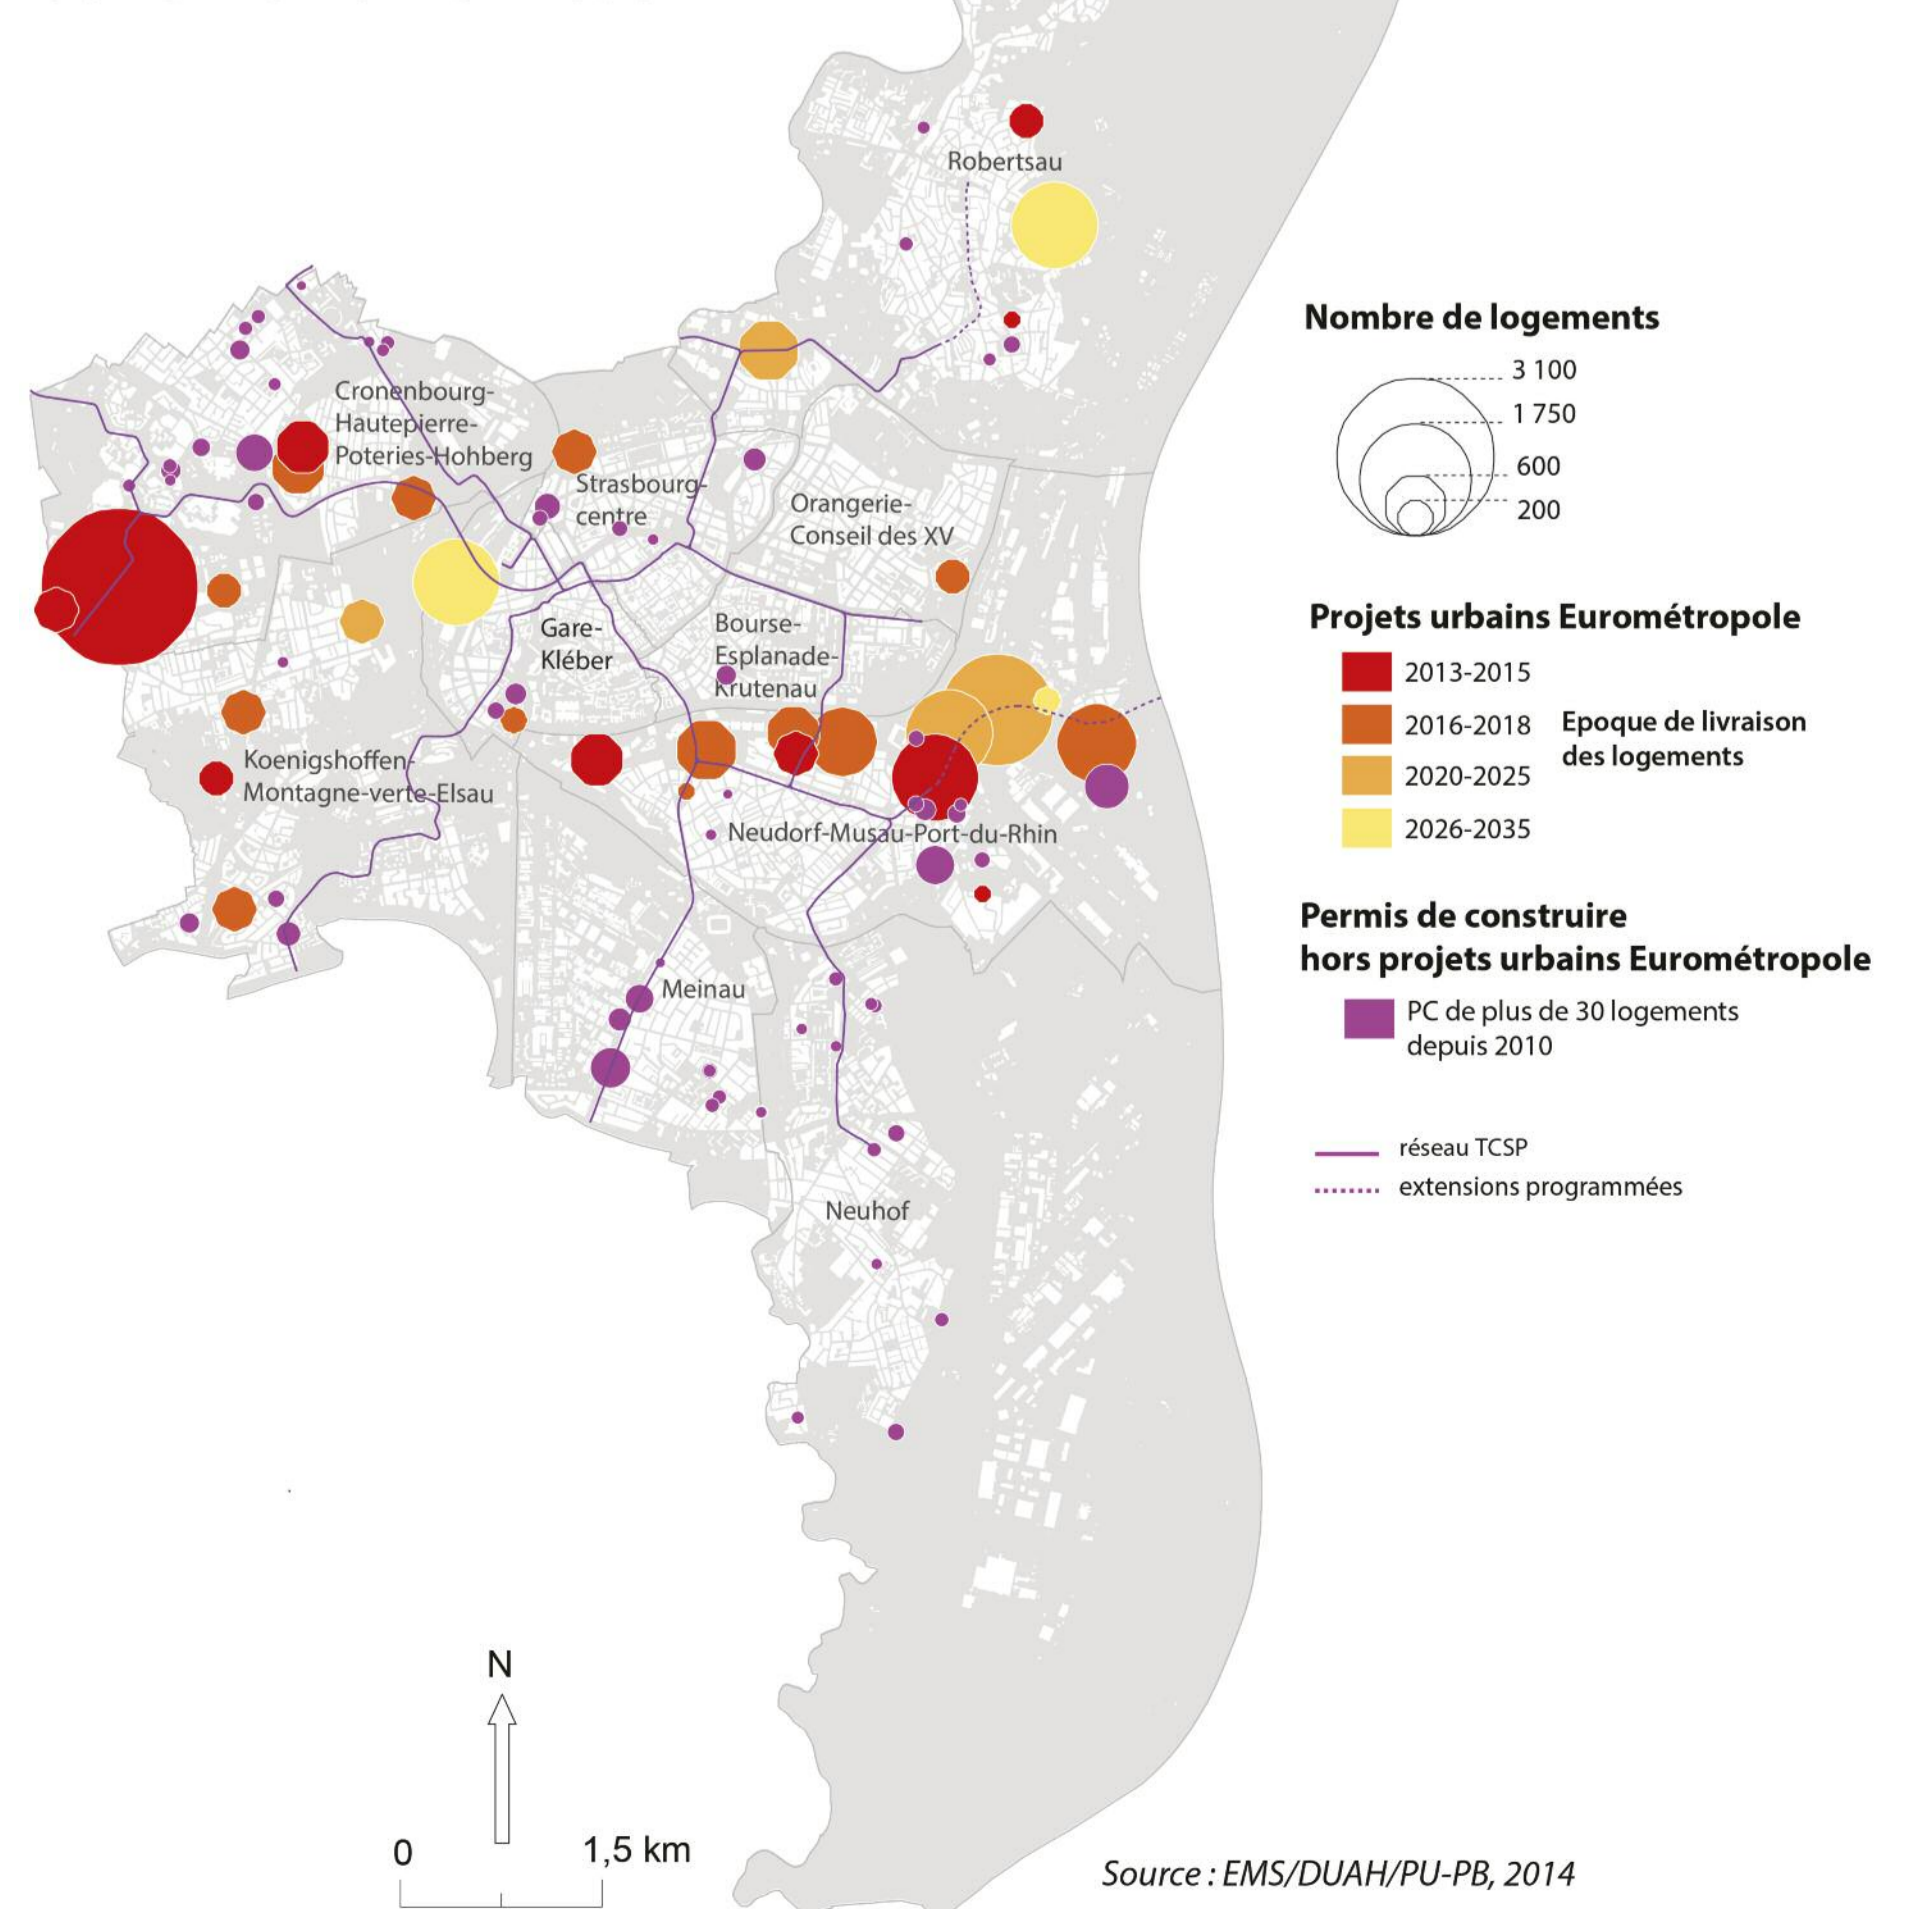 Robertsau
Cronenbourg-
Hautepierre-
Poteries-Hohberg
Strasbourg-
centre
Orangerie-
Conseil des XV
Gare-
Kléber
Bourse-
Esplanade-
Krutenau
Koenigshoffen-
Montagne-verte-Elsau
Neudorf-Musau-Port-du-Rhin
Meinau
Neuhof
Nombre de logements
3 100
1 750
600
200
Projets urbains Eurométropole
2013-2015
2016-2018
2020-2025
2026-2035
Epoque de livraison
des logements
Permis de construire
hors projets urbains Eurométropole
PC de plus de 30 logements
depuis 2010
réseau TCSP
extensions programmées
N
0 1,5 km
Source : EMS/DUAH/PU-PB, 2014